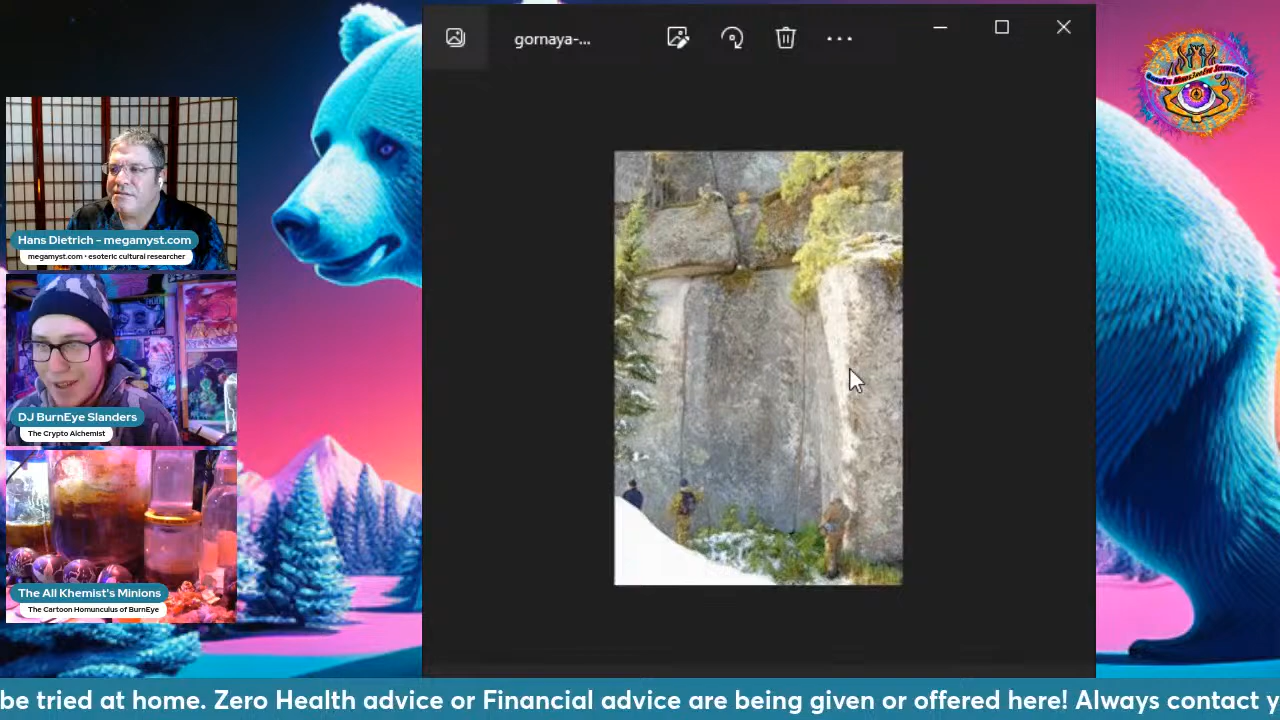 gornaya-...
Hans Dietrich - megamyst.com
megamyst.com • esoteric cultural researcher
DJ BurnEye Slanders
The Crypto Alchemist
The All Khemist's Minions
The Cartoon Homunculus of BurnEye
be tried at home. Zero Health advice or Financial advice are being given or offered here! Always contact y